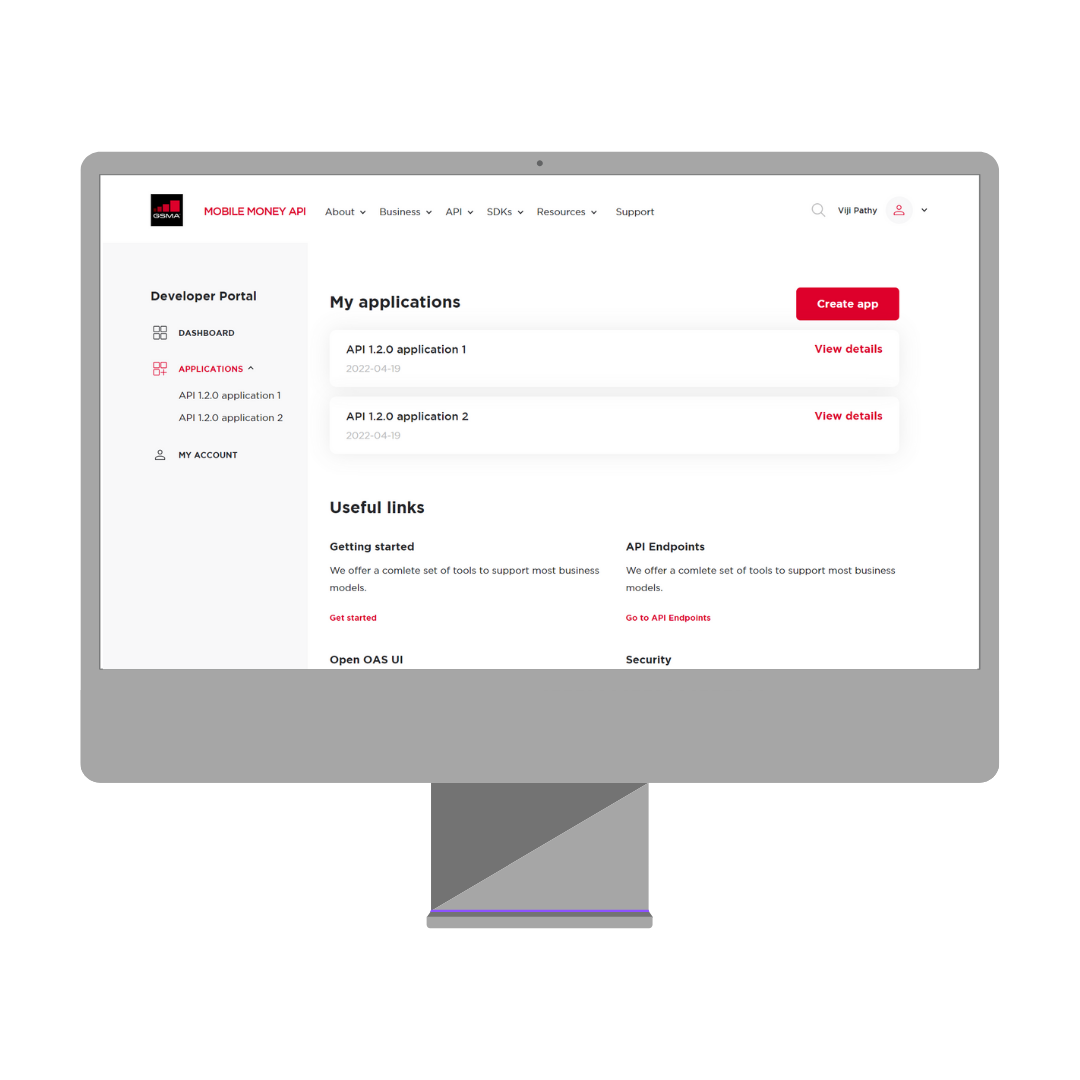 GSMA
MOBILE MONEY API
About
Business
API
SDKs
Resources
Support
Viji Pathy
Developer Portal
DASHBOARD
APPLICATIONS
API 1.2.0 application 1
API 1.2.0 application 2
MY ACCOUNT
My applications
Create app
API 1.2.0 application 1
View details
2022-04-19
API 1.2.0 application 2
View details
2022-04-19
Useful links
Getting started
We offer a comlete set of tools to support most business
models.
Get started
API Endpoints
We offer a comlete set of tools to support most business
models.
Go to API Endpoints
Open OAS UI
Security